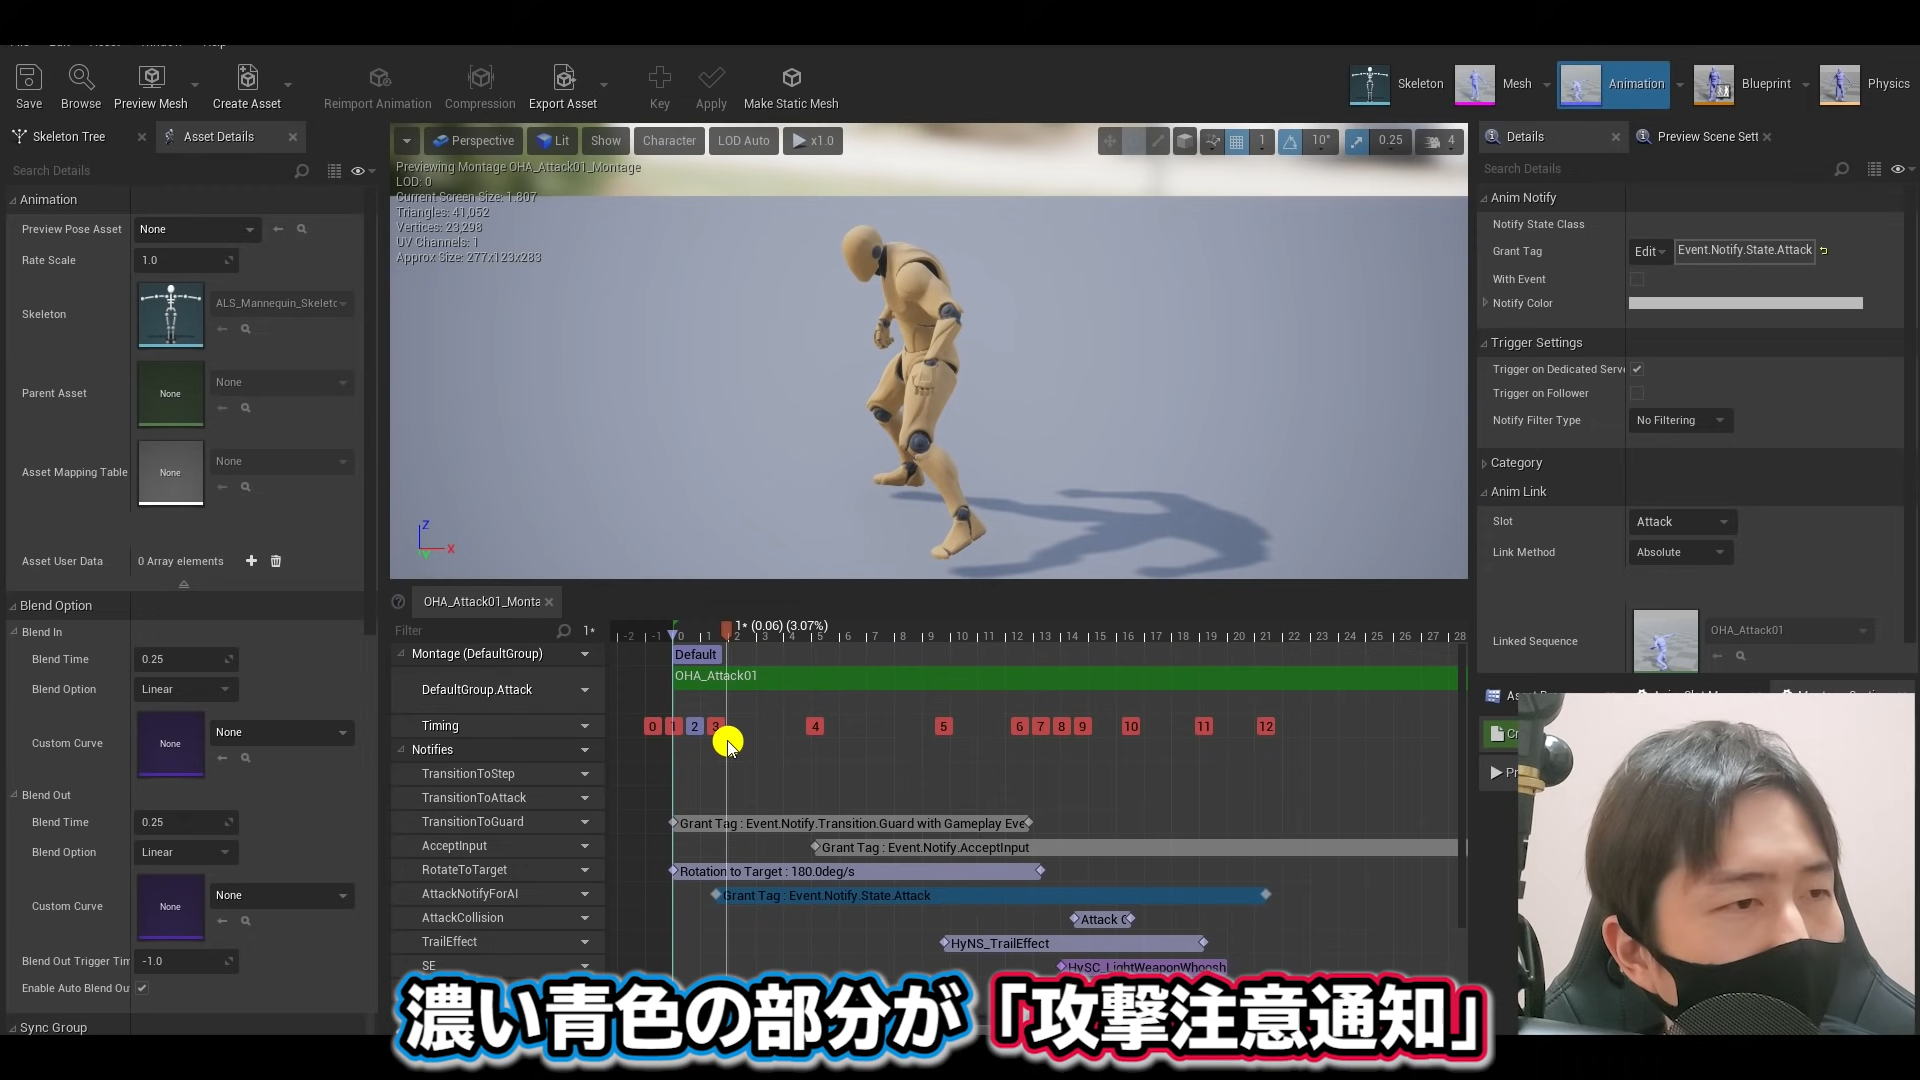 Save
Browse
Preview Mesh
Create Asset
Reimport Animation
Compression
Export Asset
Key
Apply
Make Static Mesh
Skeleton
Mesh
Animation
Blueprint
Physics
Skeleton Tree
Asset Details
Search Details
Animation
Preview Pose Asset
None
Rate Scale
1.0
Skeleton
ALS_Mannequin_Skeletc
Parent Asset
None
None
Asset Mapping Table
None
None
Asset User Data
0 Array elements
Blend Option
Blend In
Blend Time
0.25
Blend Option
Linear
Custom Curve
None
None
Blend Out
Blend Time
0.25
Blend Option
Linear
Custom Curve
None
None
Blend Out Trigger Tim
-1.0
Enable Auto Blend Ou
Sync Group
Perspective
Lit
Show
Character
LOD Auto
x1.0
1
10°
0.25
4
Previewing Montage OHA_Attack01_Montage
LOD: 0
Current Screen Size: 1.807
Triangles: 41,052
Vertices: 23,298
UV Channels: 1
Approx Size: 277x123x283
Z
X
Y
OHA_Attack01_Monta
Filter
1*
1* (0.06) (3.07%)
-2 -1 0 1 2 3 4 5 6 7 8 9 10 11 12 13 14 15 16 17 18 19 20 21 22 23 24 25 26 27 28
Montage (DefaultGroup)
Default
OHA_Attack01
DefaultGroup.Attack
Timing
0 1 2 3 4 5 6 7 8 9 10 11 12
Notifies
TransitionToStep
TransitionToAttack
TransitionToGuard
Grant Tag : Event.Notify.Transition.Guard with Gameplay Eve
AcceptInput
Grant Tag : Event.Notify.AcceptInput
RotateToTarget
Rotation to Target : 180.0deg/s
AttackNotifyForAI
Grant Tag : Event.Notify.State.Attack
AttackCollision
Attack C
TrailEffect
HyNS_TrailEffect
SE
HySC_LightWeaponWhoosh
Details
Preview Scene Sett
Search Details
Anim Notify
Notify State Class
Grant Tag
Edit
Event.Notify.State.Attack
With Event
Notify Color
Trigger Settings
Trigger on Dedicated Serve
Trigger on Follower
Notify Filter Type
No Filtering
Category
Anim Link
Slot
Attack
Link Method
Absolute
Linked Sequence
OHA_Attack01
濃い青色の部分が「攻撃注意通知」